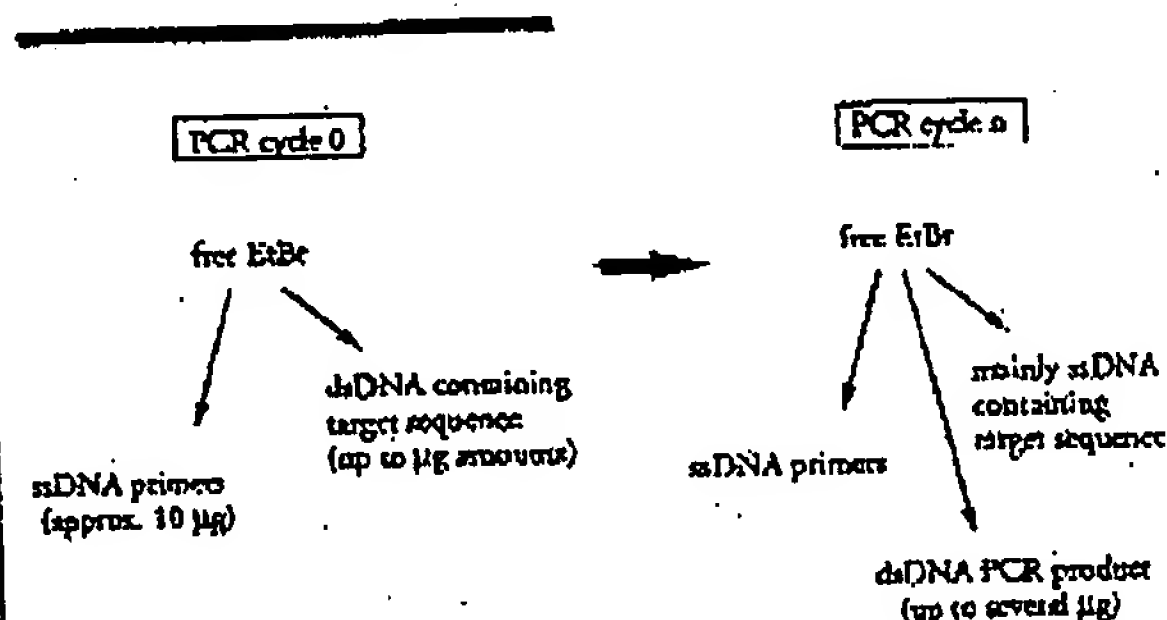 PCR cycle 0
free EtBr
ssDNA primers
(approx. 10 µg)
dsDNA containing
target sequence
(up to µg amounts)
PCR cycle n
free EtBr
ssDNA primers
mainly ssDNA
containing
target sequence
dsDNA PCR product
(up to several µg)